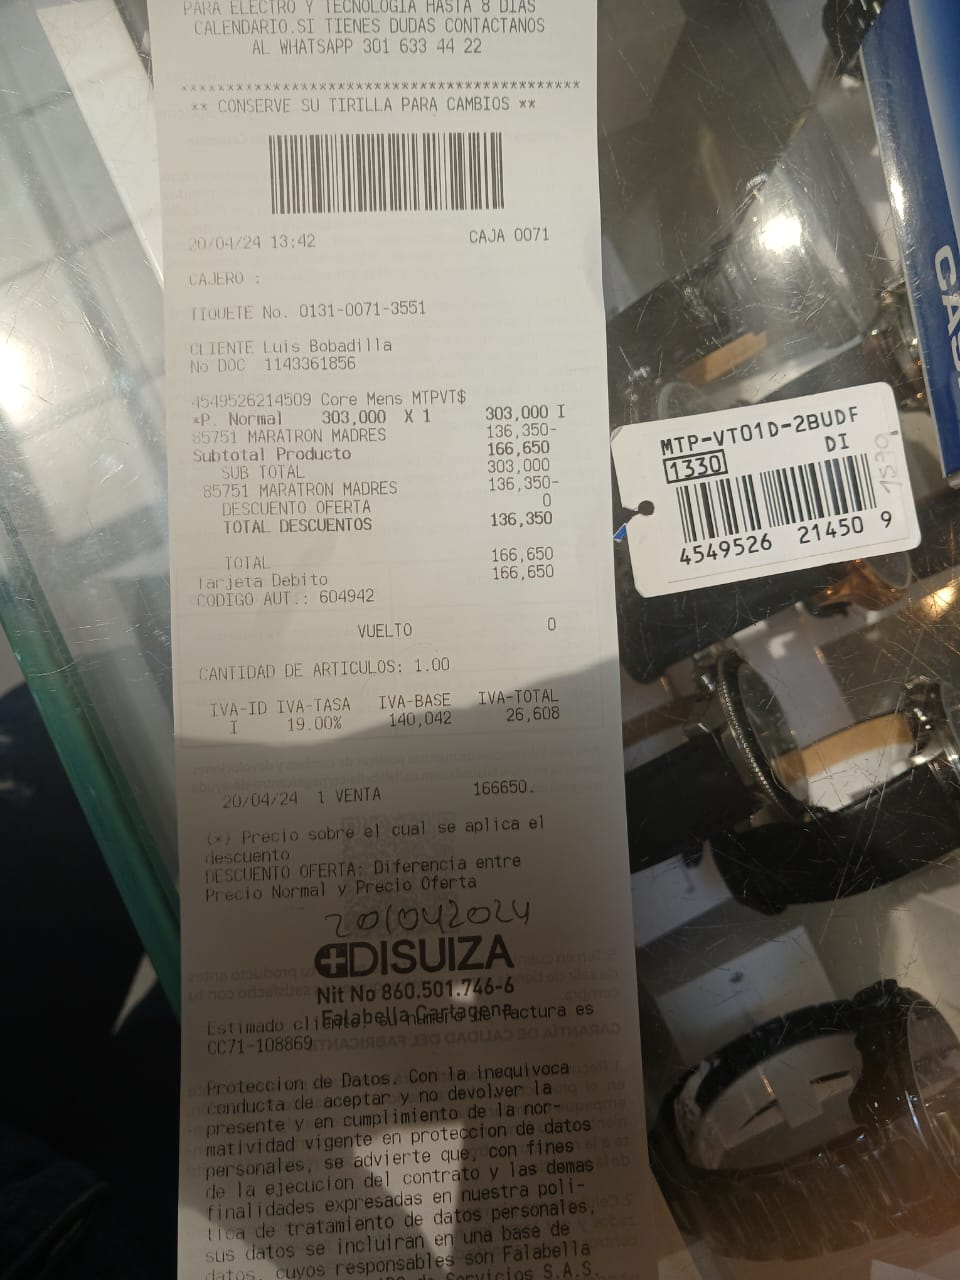 PARA ELECTRO Y TECNOLOGIA HASTA 8 DIAS
CALENDARIO.SI TIENES DUDAS CONTACTANOS
AL WHATSAPP 301 633 44 22
****************************************
** CONSERVE SU TIRILLA PARA CAMBIOS **
20/04/24 13:42 CAJA 0071
CAJERO :
TIQUETE No. 0131-0071-3551
CLIENTE Luis Bobadilla
No DOC 1143361856
4549526214509 Core Mens MTPVT$
*P. Normal 303,000 X 1 303,000 I
85751 MARATRON MADRES 136,350-
Subtotal Producto 166,650
SUB TOTAL 303,000
85751 MARATRON MADRES 136,350-
DESCUENTO OFERTA 0
TOTAL DESCUENTOS 136,350
TOTAL 166,650
Tarjeta Debito 166,650
CODIGO AUT.: 604942
VUELTO 0
CANTIDAD DE ARTICULOS: 1.00
IVA-ID IVA-TASA IVA-BASE IVA-TOTAL
I 19.00% 140,042 26,608
20/04/24 1 VENTA 166650.
(*) Precio sobre el cual se aplica el
descuento
DESCUENTO OFERTA: Diferencia entre
Precio Normal y Precio Oferta
20/04/2024
DISUIZA
Nit No 860.501.746-6
Falabella Cartagena
Estimado cliente, su numero de factura es
CC71-108869
Proteccion de Datos. Con la inequivoca
conducta de aceptar y no devolver la
presente y en cumplimiento de la nor-
matividad vigente en proteccion de datos
personales, se advierte que, con fines
de la ejecucion del contrato y las demas
finalidades expresadas en nuestra poli-
tica de tratamiento de datos personales,
sus datos se incluiran en una base de
datos, cuyos responsables son Falabella
de Servicios S.A.S.
MTP-VT01D-2BUDF
1330 DI
4549526 21450 9
CAS